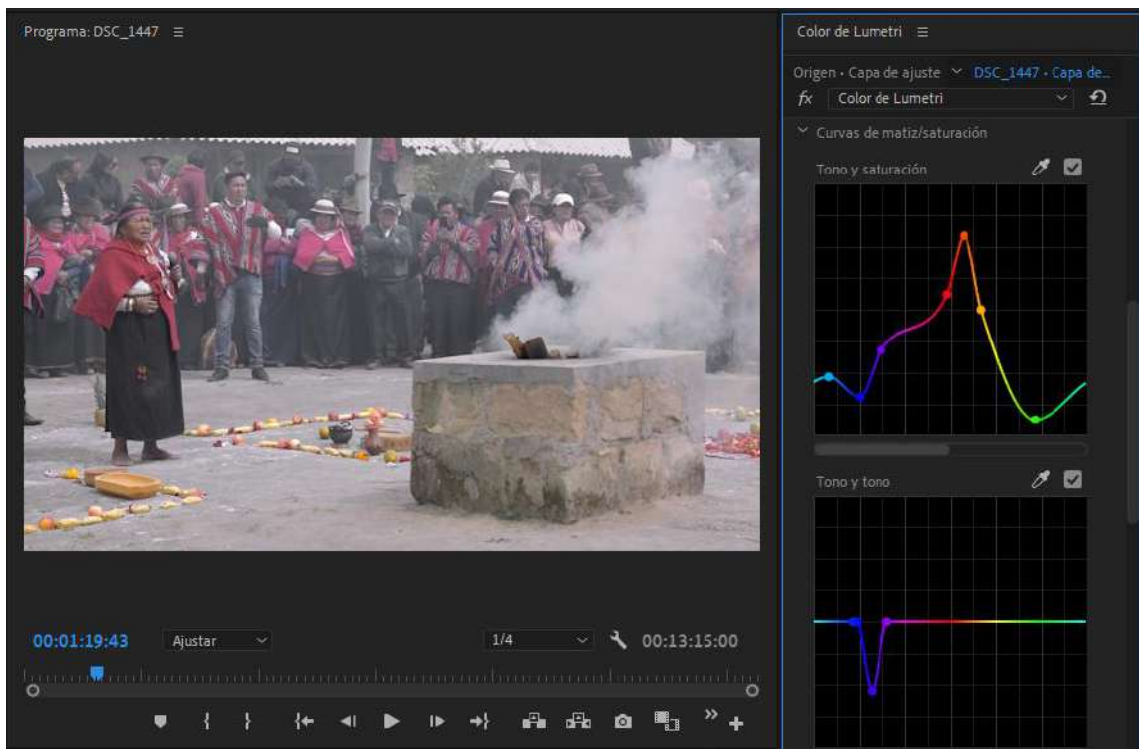 Programa: DSC_1447
00:01:19:43
Ajustar
1/4
00:13:15:00
Color de Lumetri
Origen • Capa de ajuste
DSC_1447 • Capa de...
fx Color de Lumetri
Curvas de matiz/saturación
Tono y saturación
Tono y tono